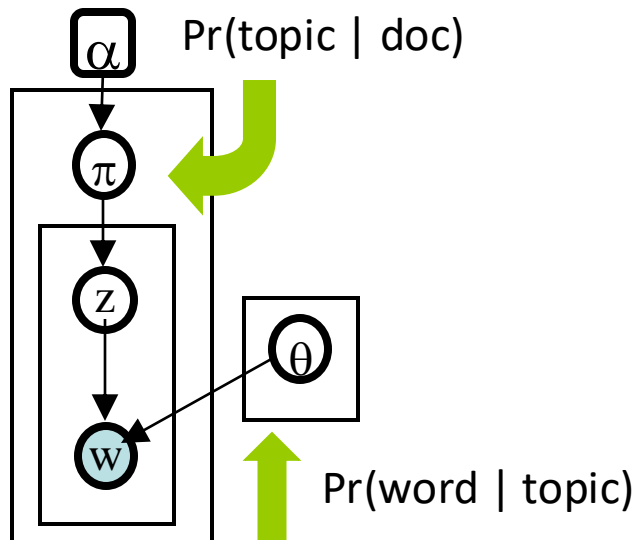 α
Pr(topic | doc)
π
z
θ
w
Pr(word | topic)